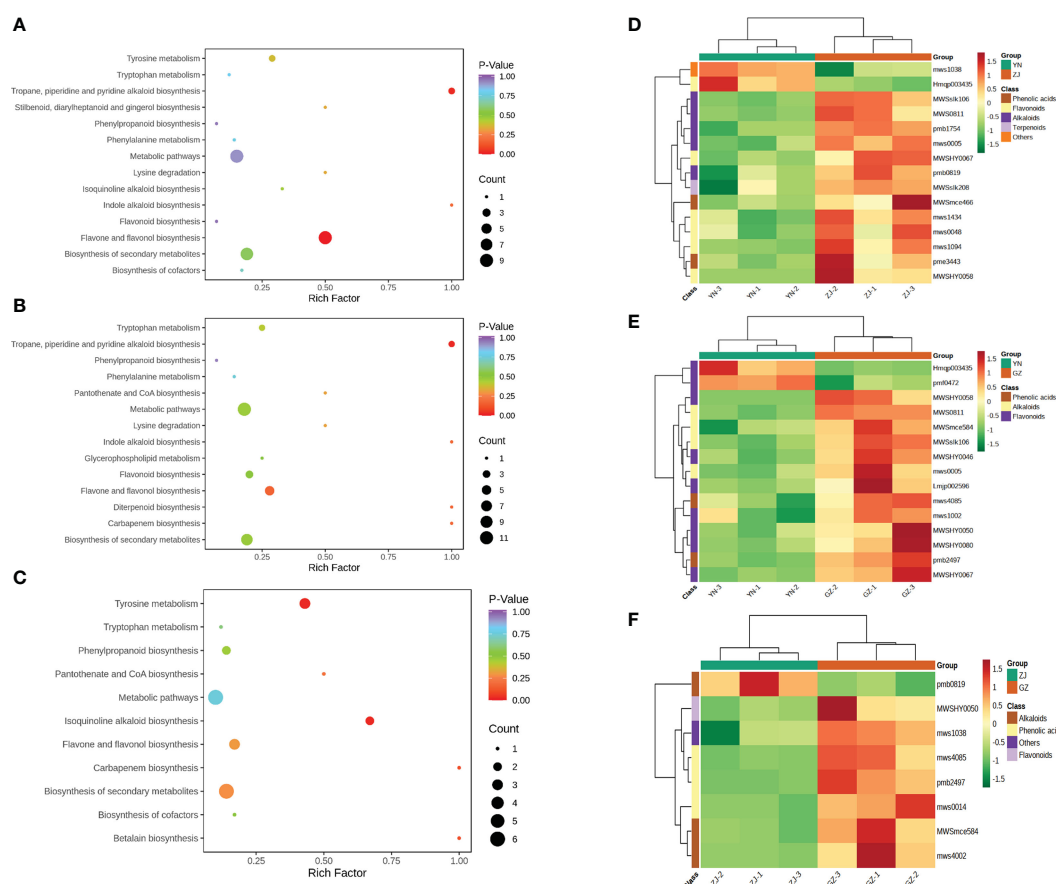 A
Tyrosine metabolism
Tryptophan metabolism
Tropane, piperidine and pyridine alkaloid biosynthesis
Stilbenoid, diarylheptanoid and gingerol biosynthesis
Phenylpropanoid biosynthesis
Phenylalanine metabolism
Metabolic pathways
Lysine degradation
Isoquinoline alkaloid biosynthesis
Indole alkaloid biosynthesis
Flavonoid biosynthesis
Flavone and flavonol biosynthesis
Biosynthesis of secondary metabolites
Biosynthesis of cofactors
0.25 0.50 0.75 1.00
Rich Factor
P-Value
1.00
0.75
0.50
0.25
0.00
Count
1
3
5
7
9
B
Tryptophan metabolism
Tropane, piperidine and pyridine alkaloid biosynthesis
Phenylpropanoid biosynthesis
Phenylalanine metabolism
Pantothenate and CoA biosynthesis
Metabolic pathways
Lysine degradation
Indole alkaloid biosynthesis
Glycerophospholipid metabolism
Flavonoid biosynthesis
Flavone and flavonol biosynthesis
Diterpenoid biosynthesis
Carbapenem biosynthesis
Biosynthesis of secondary metabolites
0.25 0.50 0.75 1.00
Rich Factor
P-Value
1.00
0.75
0.50
0.25
0.00
Count
1
3
5
7
9
11
C
Tyrosine metabolism
Tryptophan metabolism
Phenylpropanoid biosynthesis
Pantothenate and CoA biosynthesis
Metabolic pathways
Isoquinoline alkaloid biosynthesis
Flavone and flavonol biosynthesis
Carbapenem biosynthesis
Biosynthesis of secondary metabolites
Biosynthesis of cofactors
Betalain biosynthesis
0.25 0.50 0.75 1.00
Rich Factor
P-Value
1.00
0.75
0.50
0.25
0.00
Count
1
2
3
4
5
6
D
Group
mws1038
Hmqp003435
MWSslk106
MWS0811
pmb1754
mws0005
MWSHY0067
pmb0819
MWSslk208
MWSmce466
mws1434
mws0048
mws1094
pme3443
MWSHY0058
Class
YN-3 YN-1 YN-2 ZJ-2 ZJ-1 ZJ-3
1.5
1
0.5
0
-0.5
-1
-1.5
Group
YN
ZJ
Class
Phenolic acids
Flavonoids
Alkaloids
Terpenoids
Others
E
Group
Hmqp003435
pmf0472
MWSHY0058
MWS0811
MWSmce584
MWSslk106
MWSHY0046
mws0005
Lmjp002596
mws4085
mws1002
MWSHY0050
MWSHY0080
pmb2497
MWSHY0067
Class
YN-3 YN-1 YN-2 GZ-2 GZ-1 GZ-3
1.5
1
0.5
0
-0.5
-1
-1.5
Group
YN
GZ
Class
Phenolic acids
Alkaloids
Flavonoids
F
Group
pmb0819
MWSHY0050
mws1038
mws4085
pmb2497
mws0014
MWSmce584
mws4002
Class
ZJ-2 ZJ-1 ZJ-3 GZ-3 GZ-1 GZ-2
1.5
1
0.5
0
-0.5
-1
-1.5
Group
ZJ
GZ
Class
Alkaloids
Phenolic aci
Others
Flavonoids